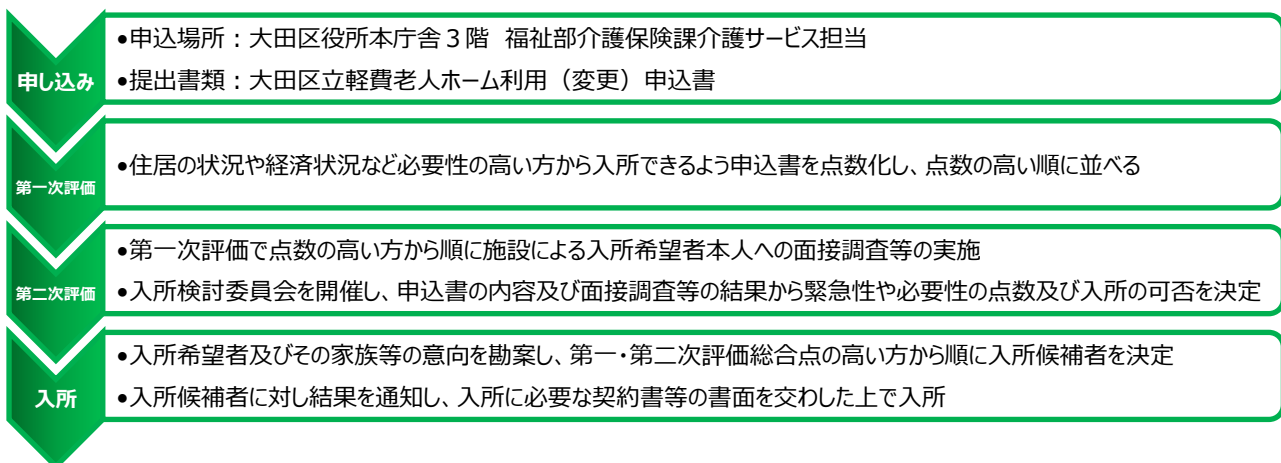 申し込み
•申込場所：大田区役所本庁舎３階 福祉部介護保険課介護サービス担当
•提出書類：大田区立軽費老人ホーム利用（変更）申込書
第一次評価
•住居の状況や経済状況など必要性の高い方から入所できるよう申込書を点数化し、点数の高い順に並べる
第二次評価
•第一次評価で点数の高い方から順に施設による入所希望者本人への面接調査等の実施
•入所検討委員会を開催し、申込書の内容及び面接調査等の結果から緊急性や必要性の点数及び入所の可否を決定
入所
•入所希望者及びその家族等の意向を勘案し、第一・第二次評価総合点の高い方から順に入所候補者を決定
•入所候補者に対し結果を通知し、入所に必要な契約書等の書面を交わした上で入所